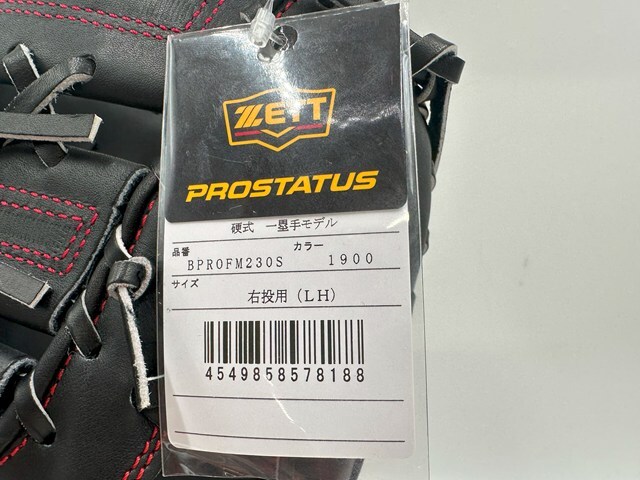 ZETT
PROSTATUS
硬式 一塁手モデル
品番 BPROFM230S カラー 1900
サイズ
右投用(LH)
4549858578188